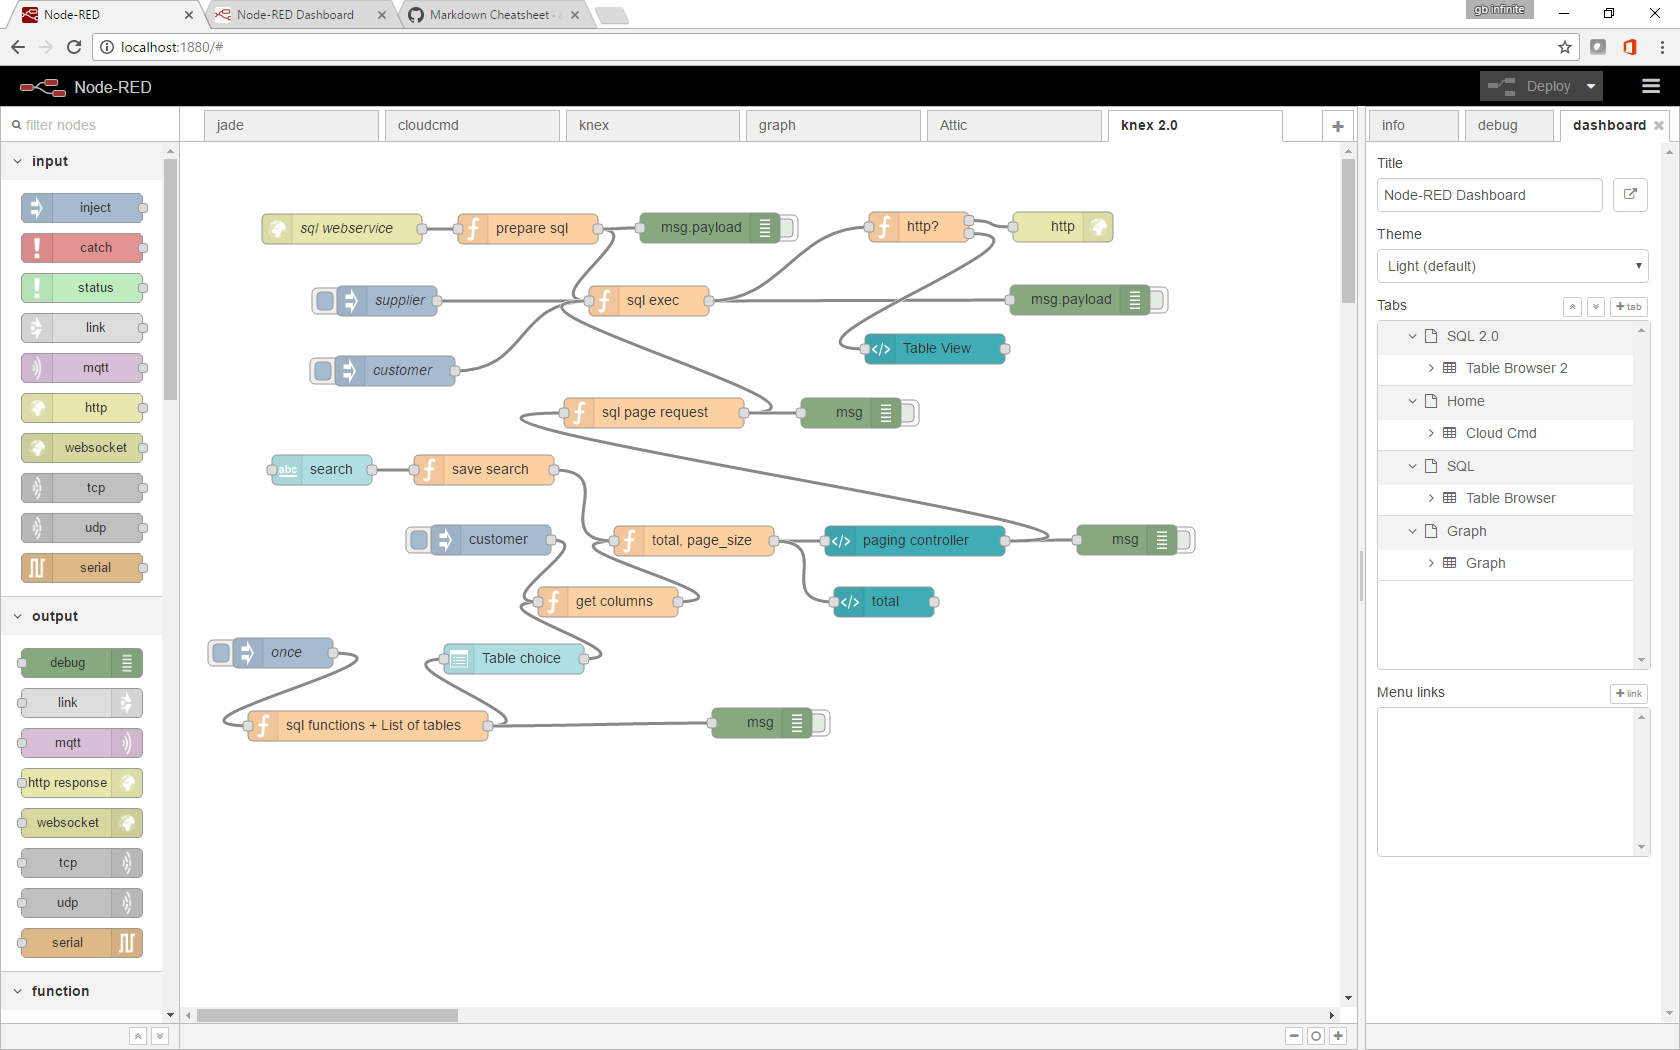 Node-RED
Node-RED Dashboard
Markdown Cheatsheet
gb infinite
localhost:1880/#
Node-RED
Deploy
filter nodes
jade
cloudcmd
knex
graph
Attic
knex 2.0
info
debug
dashboard
input
inject
catch
status
link
mqtt
http
websocket
tcp
udp
serial
output
debug
link
mqtt
http response
websocket
tcp
udp
serial
function
sql webservice
prepare sql
msg.payload
http?
http
supplier
sql exec
msg.payload
customer
Table View
sql page request
msg
abc
search
save search
customer
total, page_size
paging controller
msg
get columns
total
once
Table choice
sql functions + List of tables
msg
Title
Node-RED Dashboard
Theme
Light (default)
Tabs
+ tab
SQL 2.0
Table Browser 2
Home
Cloud Cmd
SQL
Table Browser
Graph
Graph
Menu links
+ link